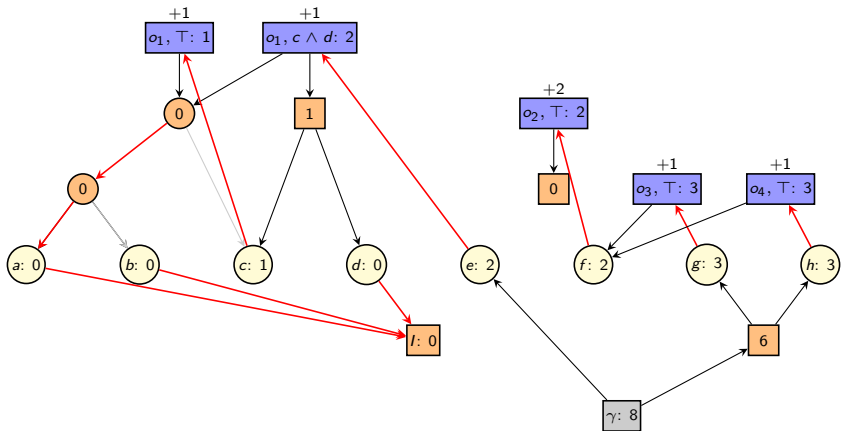 +1
+1
o₁, ⊤: 1
o₁, c ∧ d: 2
+2
0
1
o₂, ⊤: 2
+1
+1
0
0
o₃, ⊤: 3
o₄, ⊤: 3
a: 0
b: 0
c: 1
d: 0
e: 2
f: 2
g: 3
h: 3
I: 0
6
γ: 8